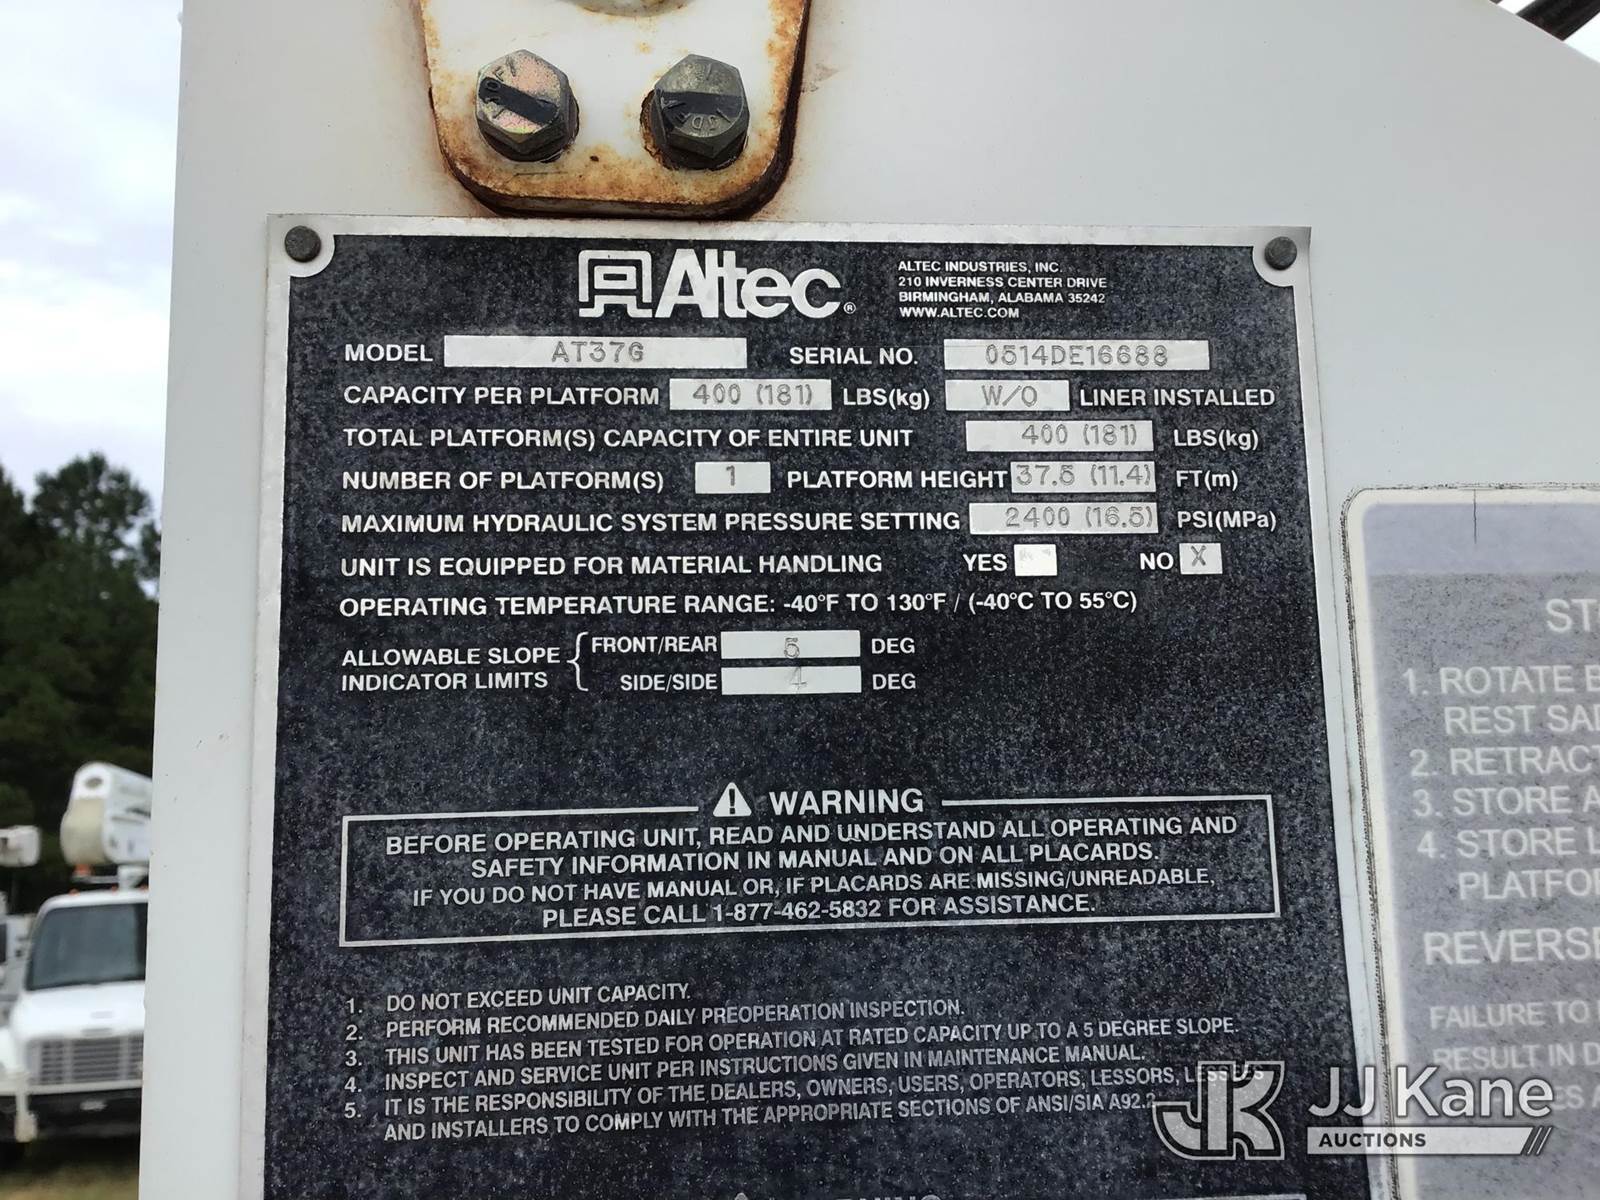 Altec®
ALTEC INDUSTRIES, INC.
210 INVERNESS CENTER DRIVE
BIRMINGHAM, ALABAMA 35242
WWW.ALTEC.COM
MODEL AT37G SERIAL NO. 0514DE16688
CAPACITY PER PLATFORM 400 (181) LBS(kg) W/O LINER INSTALLED
TOTAL PLATFORM(S) CAPACITY OF ENTIRE UNIT 400 (181) LBS(kg)
NUMBER OF PLATFORM(S) 1 PLATFORM HEIGHT 37.5 (11.4) FT(m)
MAXIMUM HYDRAULIC SYSTEM PRESSURE SETTING 2400 (16.5) PSI(MPa)
UNIT IS EQUIPPED FOR MATERIAL HANDLING YES NO X
OPERATING TEMPERATURE RANGE: -40°F TO 130°F / (-40°C TO 55°C)
ALLOWABLE SLOPE INDICATOR LIMITS
FRONT/REAR 5 DEG
SIDE/SIDE 4 DEG
WARNING
BEFORE OPERATING UNIT, READ AND UNDERSTAND ALL OPERATING AND
SAFETY INFORMATION IN MANUAL AND ON ALL PLACARDS.
IF YOU DO NOT HAVE MANUAL OR, IF PLACARDS ARE MISSING/UNREADABLE,
PLEASE CALL 1-877-462-5832 FOR ASSISTANCE.
1. DO NOT EXCEED UNIT CAPACITY.
2. PERFORM RECOMMENDED DAILY PREOPERATION INSPECTION.
3. THIS UNIT HAS BEEN TESTED FOR OPERATION AT RATED CAPACITY UP TO A 5 DEGREE SLOPE.
4. INSPECT AND SERVICE UNIT PER INSTRUCTIONS GIVEN IN MAINTENANCE MANUAL.
5. IT IS THE RESPONSIBILITY OF THE DEALERS, OWNERS, USERS, OPERATORS, LESSORS, LESSEES
AND INSTALLERS TO COMPLY WITH THE APPROPRIATE SECTIONS OF ANSI/SIA A92.2.
1. ROTATE
REST
2. RETRACT
3. STORE
4. STORE
REVERSE
FAILURE TO
RESULT IN
JK JJ Kane
AUCTIONS